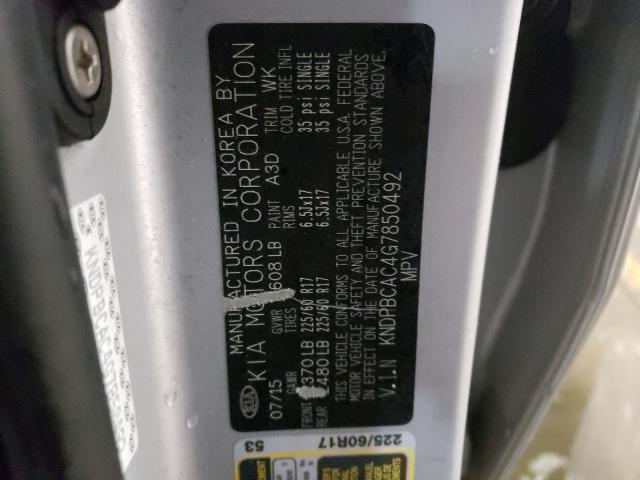 KIA
MANUFACTURED IN KOREA BY
KIA MOTORS CORPORATION
07/15 GVWR 608 LB PAINT A3D TRIM WK
GAWR TIRES RIMS COLD TIRE INFL
FRONT 370 LB 225/60 R17 6.5Jx17 35 psi SINGLE
REAR 480 LB 225/60 R17 6.5Jx17 35 psi SINGLE
THIS VEHICLE CONFORMS TO ALL APPLICABLE U.S.A. FEDERAL
MOTOR VEHICLE SAFETY AND THEFT PREVENTION STANDARDS
IN EFFECT ON THE DATE OF MANUFACTURE SHOWN ABOVE.
V.I.N KNDPBCAC4G7850492
MPV
225/60R17
53